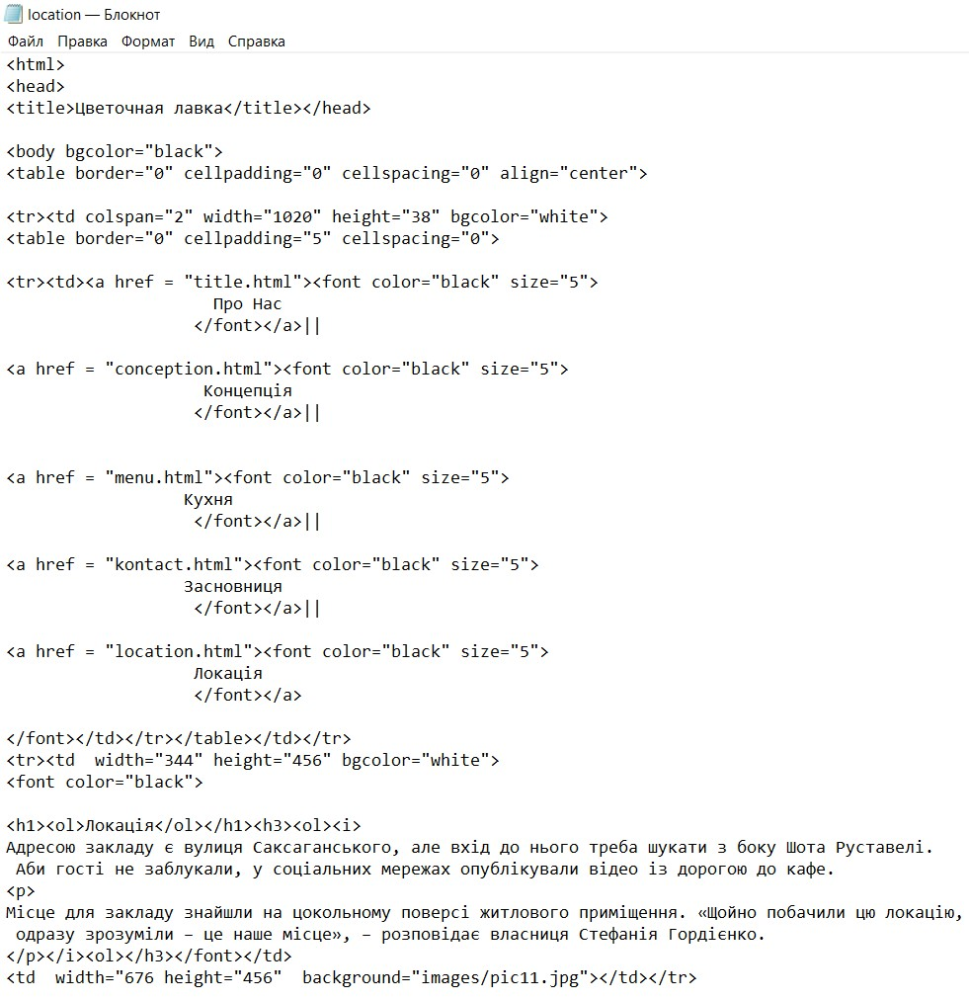 location — Блокнот
Файл Правка Формат Вид Справка
<html>
<head>
<title>Цветочная лавка</title></head>
<body bgcolor="black">
<table border="0" cellpadding="0" cellspacing="0" align="center">
<tr><td colspan="2" width="1020" height="38" bgcolor="white">
<table border="0" cellpadding="5" cellspacing="0">
<tr><td><a href = "title.html"><font color="black" size="5">
Про Нас
</font></a>||
<a href = "conception.html"><font color="black" size="5">
Концепція
</font></a>||
<a href = "menu.html"><font color="black" size="5">
Кухня
</font></a>||
<a href = "kontact.html"><font color="black" size="5">
Засновниця
</font></a>||
<a href = "location.html"><font color="black" size="5">
Локація
</font></a>
</font></td></tr></table></td></tr>
<tr><td  width="344" height="456" bgcolor="white">
<font color="black">
<h1><ol>Локація</ol></h1><h3><ol><i>
Адресою закладу є вулиця Саксаганського, але вхід до нього треба шукати з боку Шота Руставелі.
Аби гості не заблукали, у соціальних мережах опублікували відео із дорогою до кафе.
<p>
Місце для закладу знайшли на цокольному поверсі житлового приміщення. «Щойно побачили цю локацію,
одразу зрозуміли – це наше місце», – розповідає власниця Стефанія Гордієнко.
</p></i><ol></h3></font></td>
<td  width="676 height="456"  background="images/pic11.jpg"></td></tr>